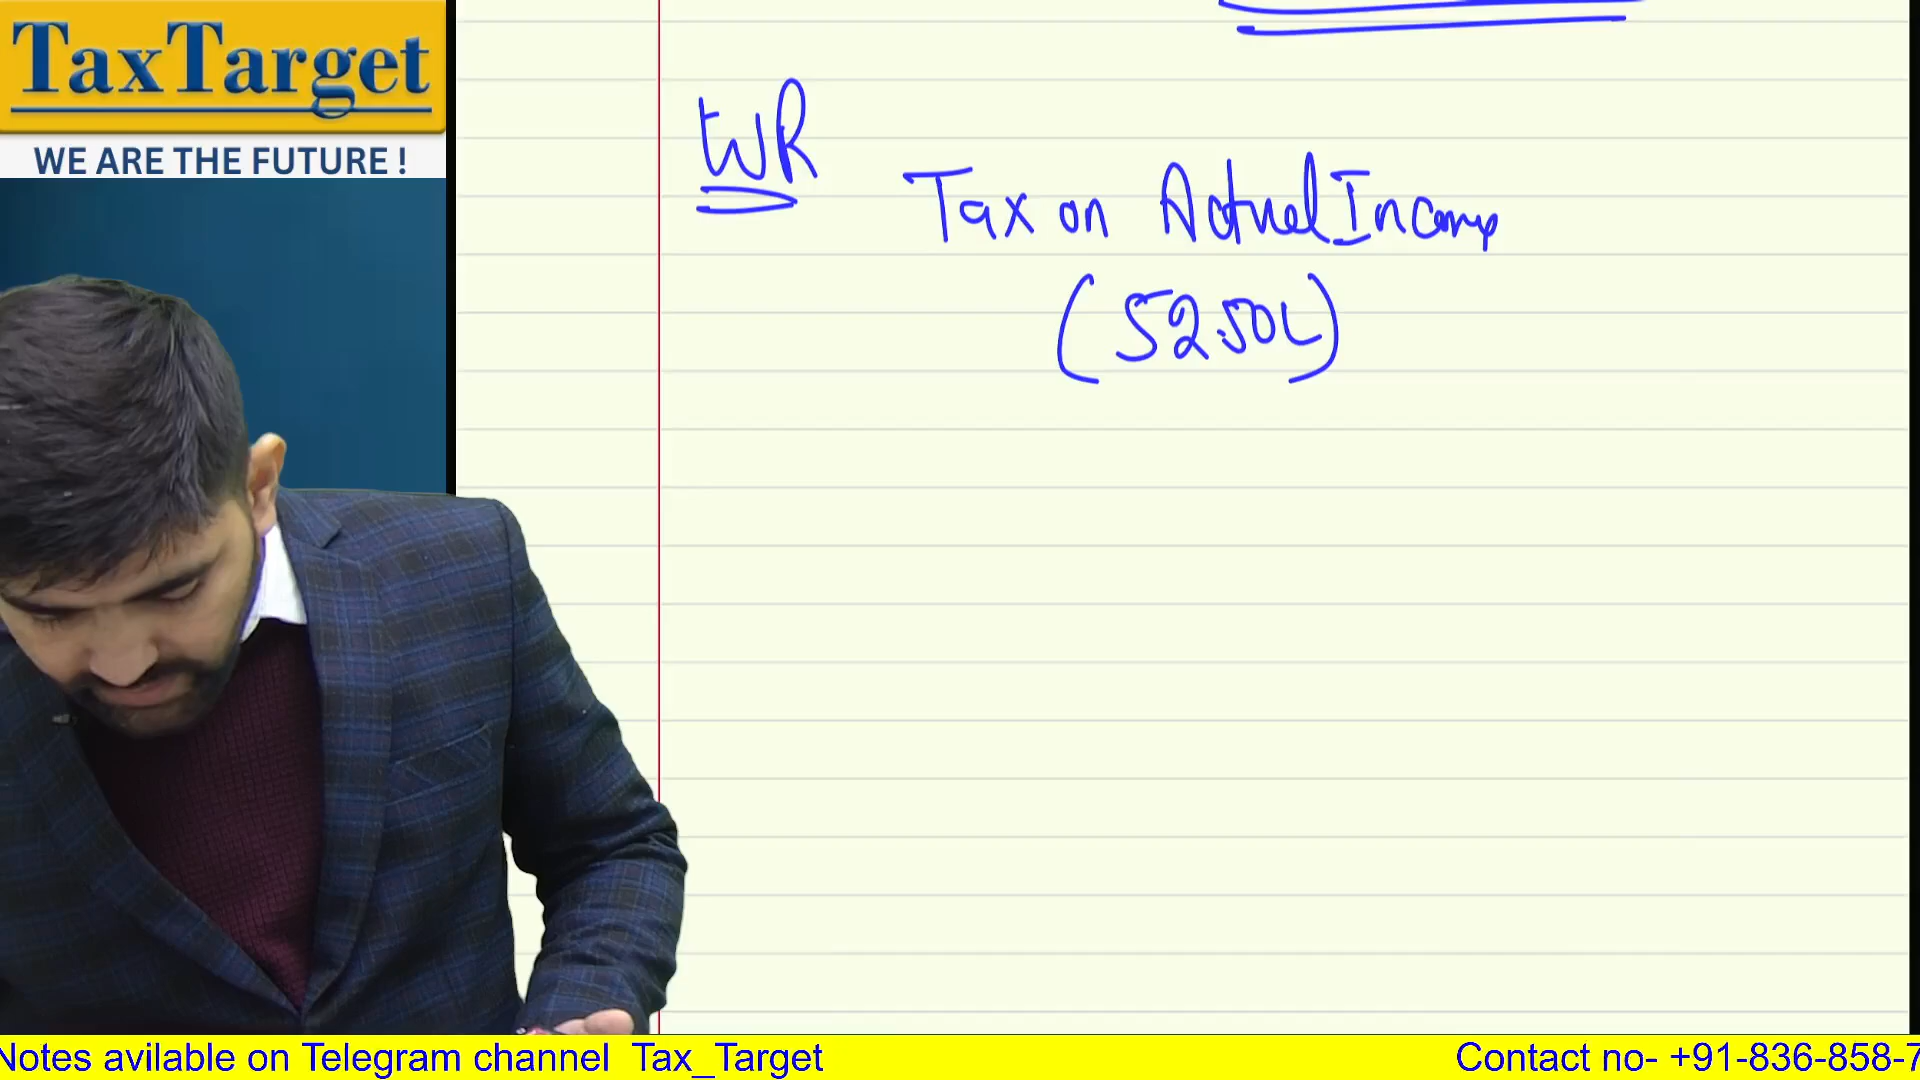 TaxTarget
WE ARE THE FUTURE !
WR
Tax on Actual Income
(52.50L)
Notes avilable on Telegram channel Tax_Target
Contact no- +91-836-858-7